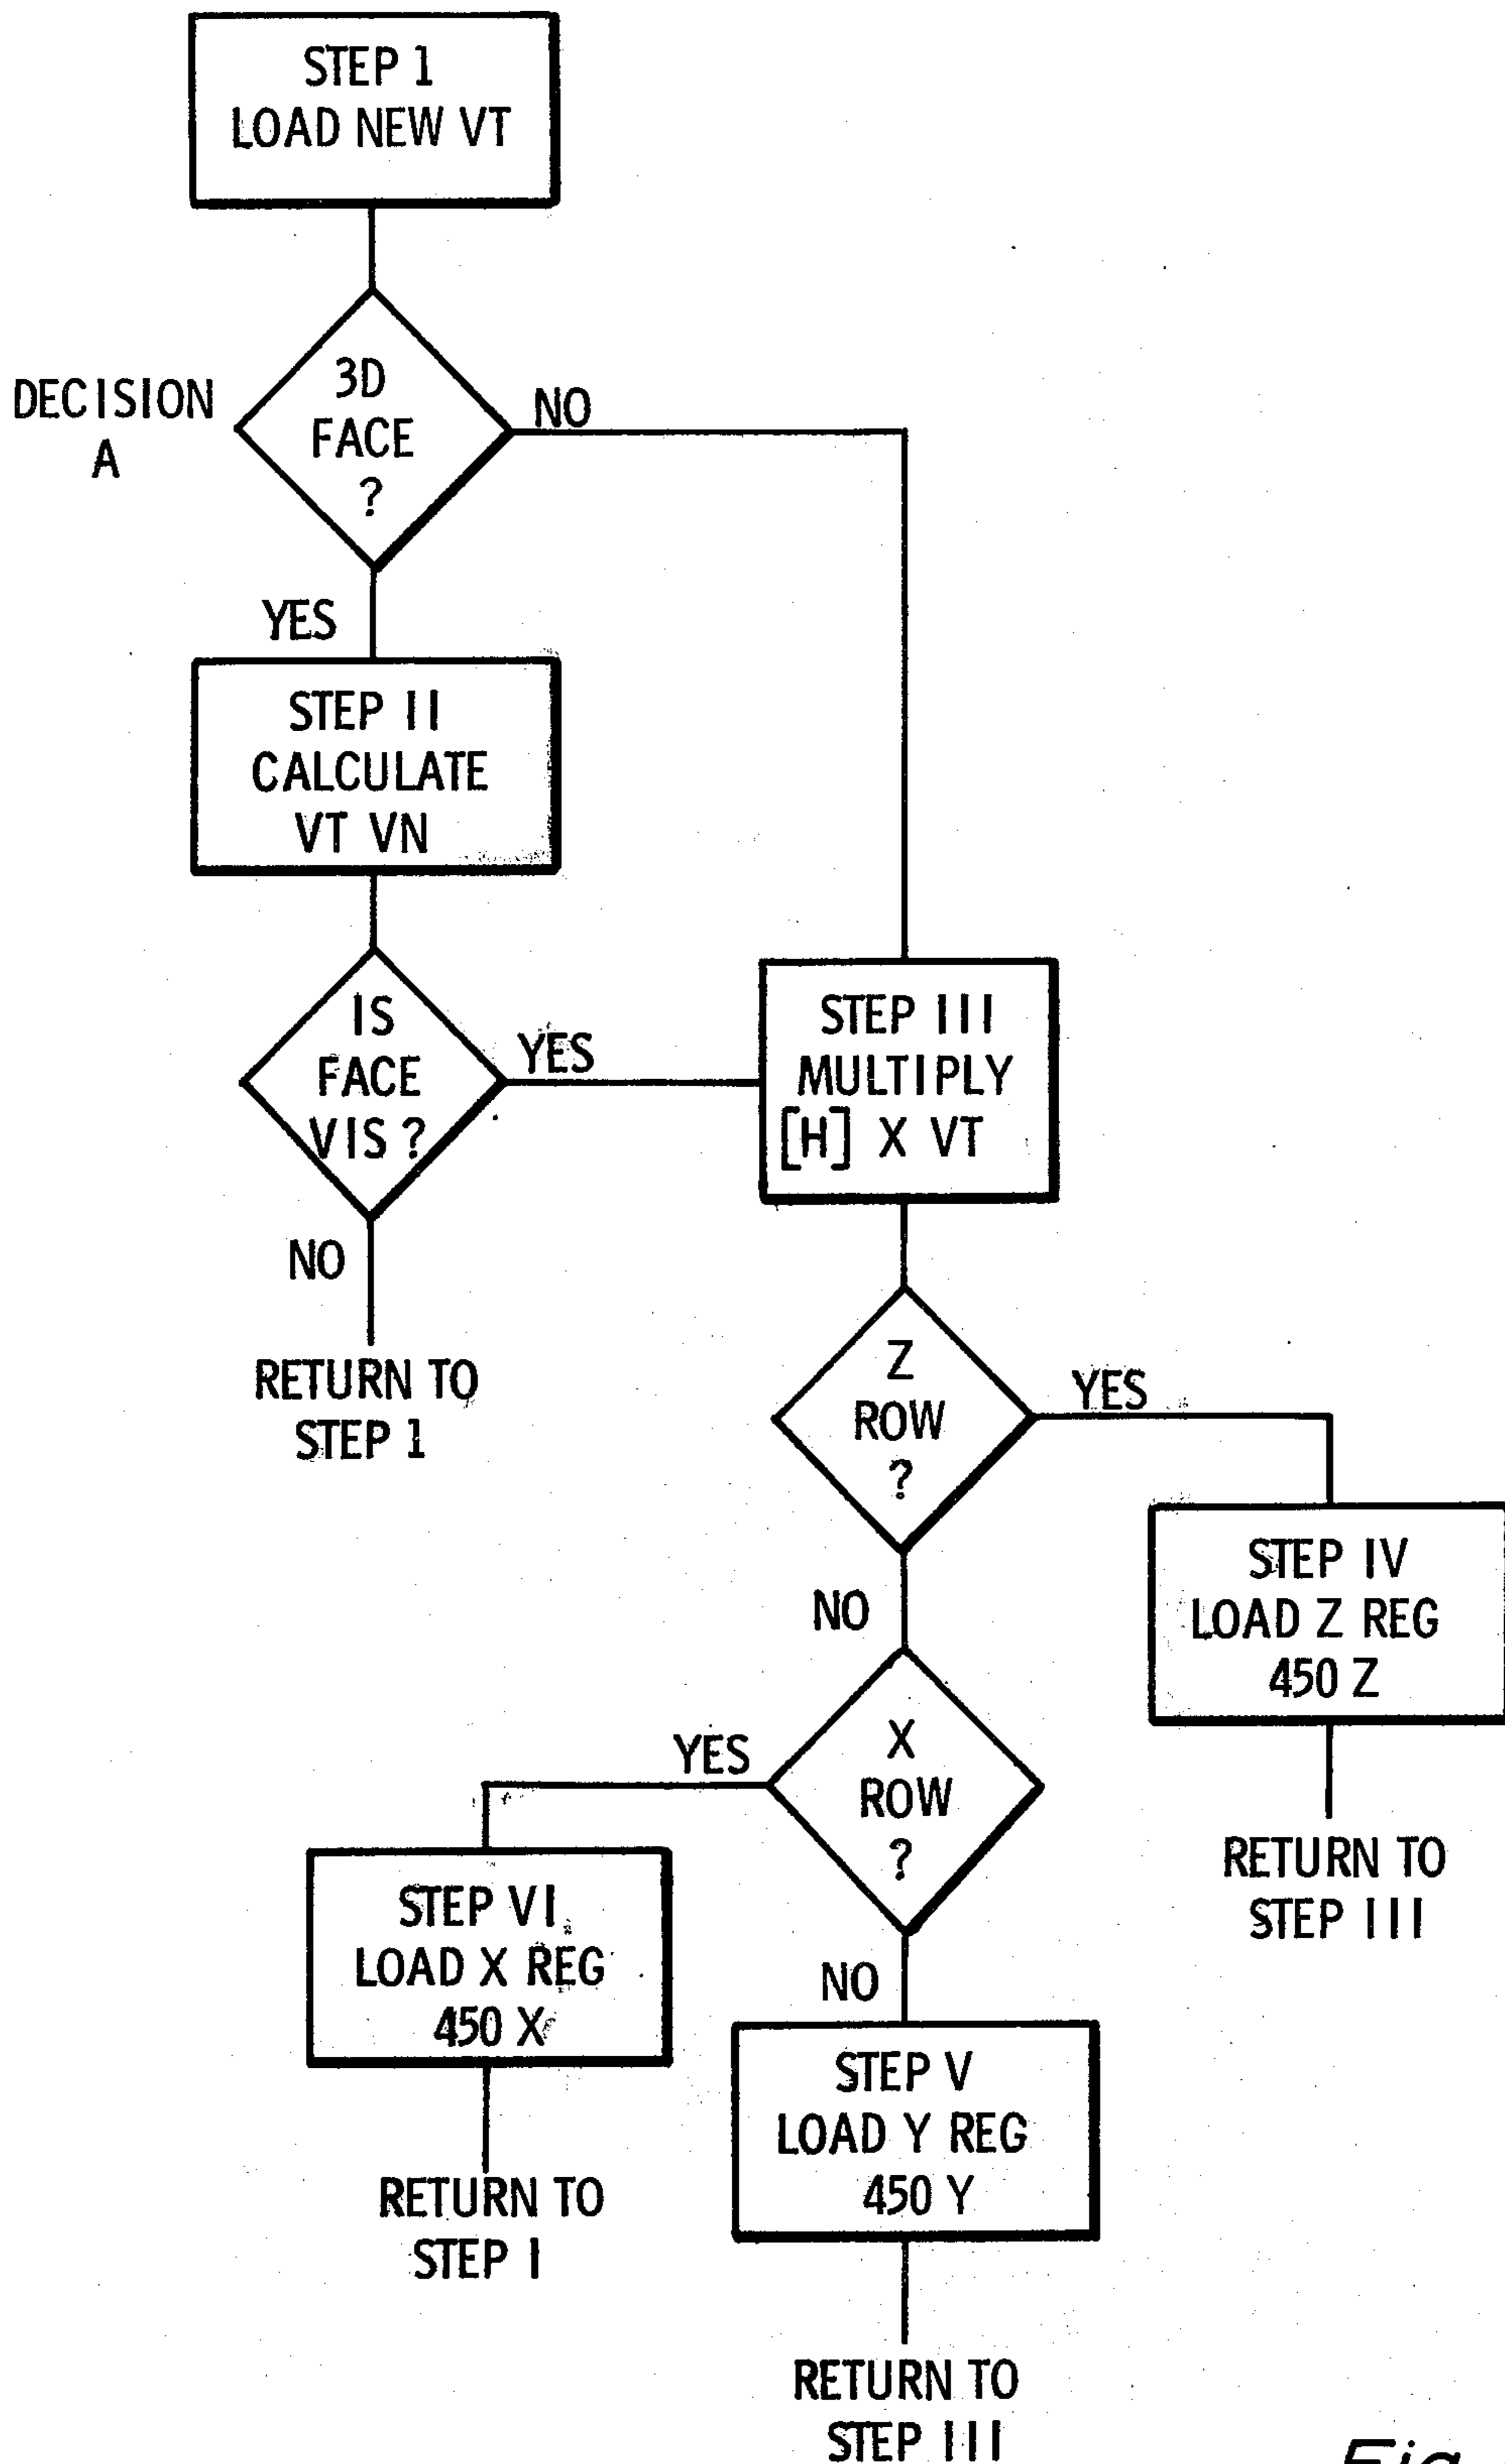 STEP 1
LOAD NEW VT
DECISION
A
3D
FACE
?
NO
YES
STEP II
CALCULATE
VT VN
IS
FACE
VIS ?
YES
NO
RETURN TO
STEP 1
STEP III
MULTIPLY
[H] X VT
Z
ROW
?
YES
NO
STEP IV
LOAD Z REG
450 Z
RETURN TO
STEP III
X
ROW
?
YES
NO
STEP VI
LOAD X REG
450 X
RETURN TO
STEP I
STEP V
LOAD Y REG
450 Y
RETURN TO
STEP III
Fig